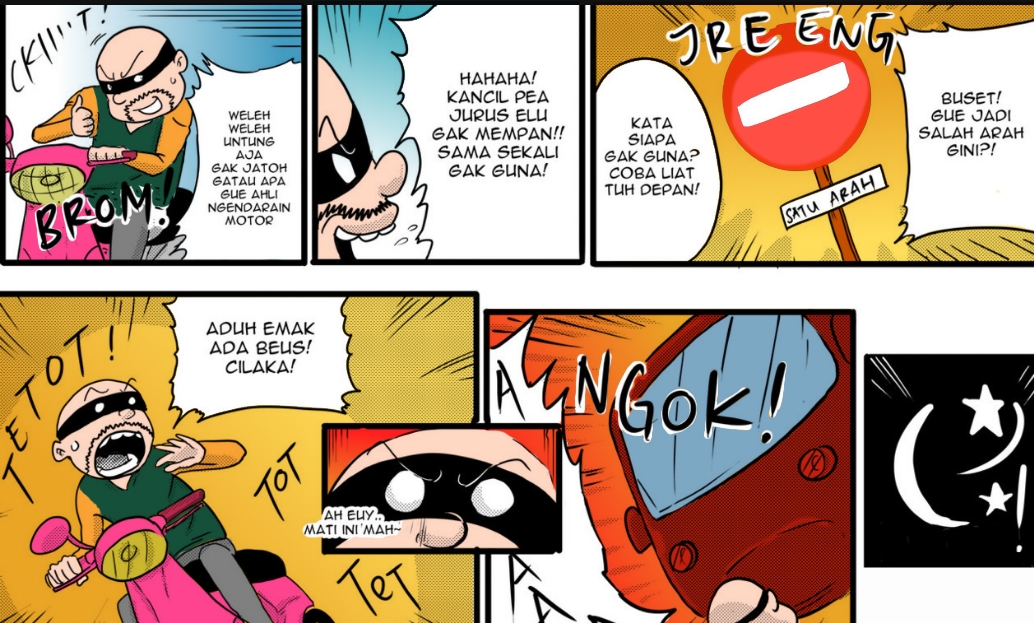 CKIIIT!
WELEH
WELEH
UNTUNG
AJA
GAK JATOH
GATAU APA
GUE AHLI
NGENDARAIN
MOTOR
BROM!
HAHAHA!
KANCIL PEA
JURUS ELU
GAK MEMPAN!!
SAMA SEKALI
GAK GUNA!
JRE ENG
KATA
SIAPA
GAK GUNA?
COBA LIAT
TUH DEPAN!
SATU ARAH
BUSET!
GUE JADI
SALAH ARAH
GINI?!
TETOT!
ADUH EMAK
ADA BEUS!
CILAKA!
TOT
TET
AH EUY..
MATI INI MAH~
A
NGOK!
A
A
!